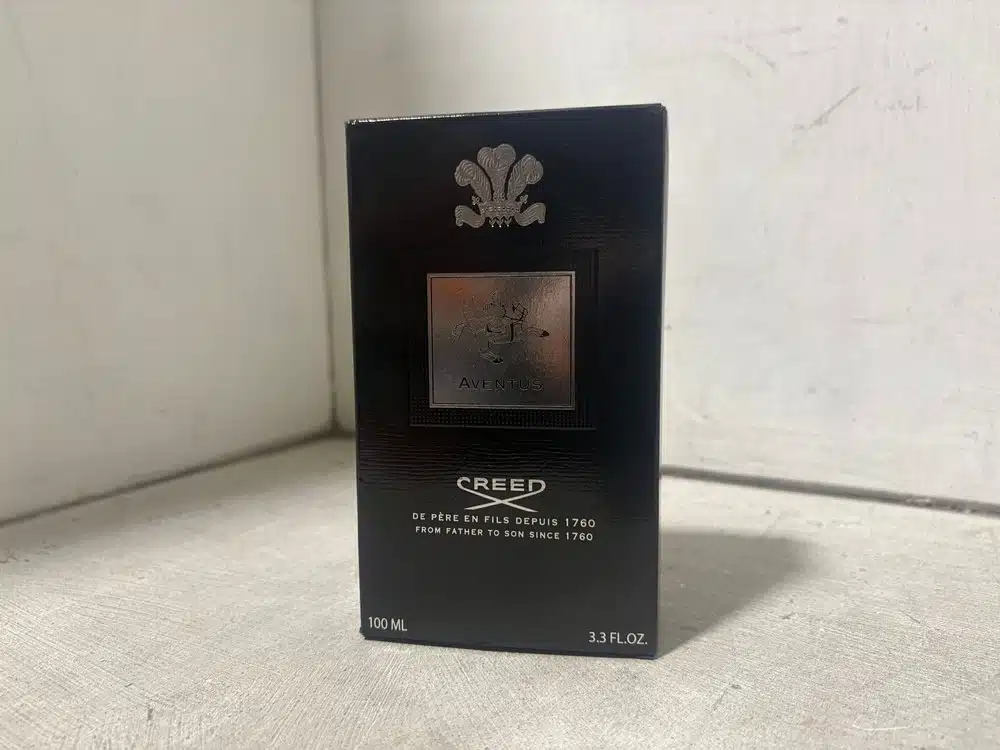 AVENTUS
CREED
DE PÈRE EN FILS DEPUIS 1760
FROM FATHER TO SON SINCE 1760
100 ML
3.3 FL.OZ.